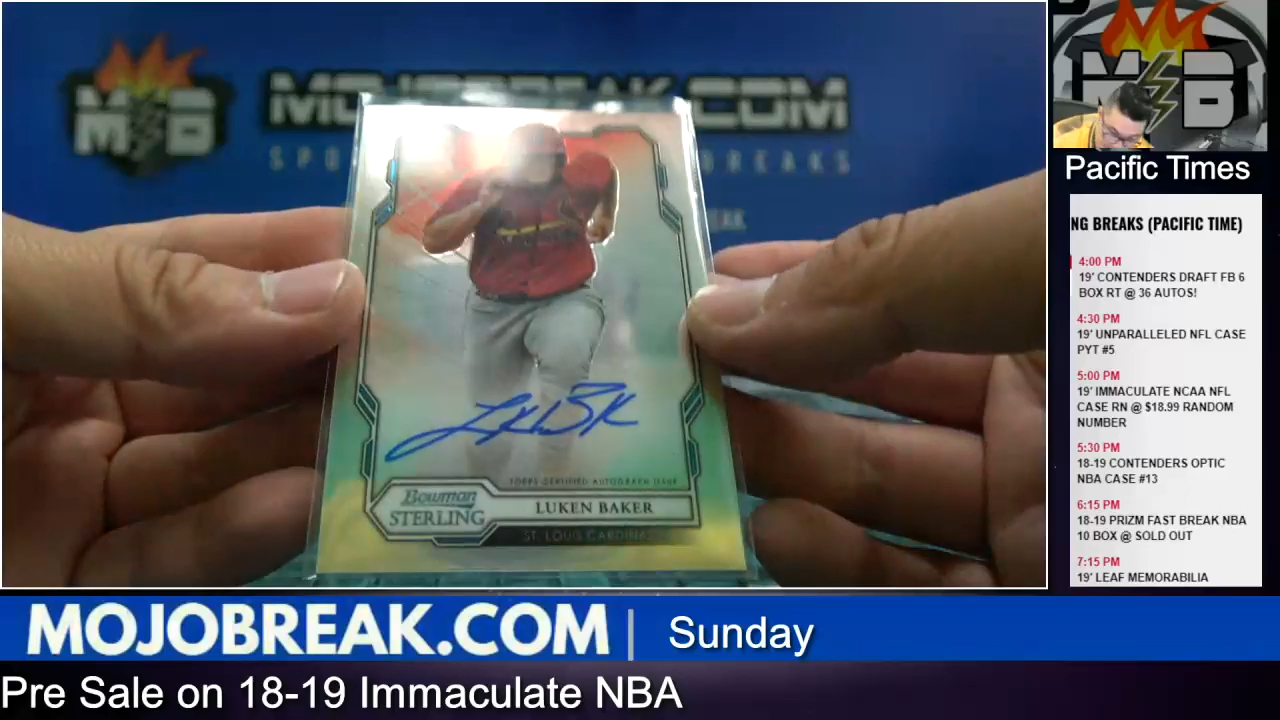 MOJOBREAK.COM
MB
SPO
REAKS
EAK
TOPPS CERTIFIED AUTOGRAPH ISSUE
Bowman
STERLING
LUKEN BAKER
ST. LOUIS CARDINALS
MB
Pacific Times
NG BREAKS (PACIFIC TIME)
4:00 PM
19' CONTENDERS DRAFT FB 6
BOX RT @ 36 AUTOS!
4:30 PM
19' UNPARALLELED NFL CASE
PYT #5
5:00 PM
19' IMMACULATE NCAA NFL
CASE RN @ $18.99 RANDOM
NUMBER
5:30 PM
18-19 CONTENDERS OPTIC
NBA CASE #13
6:15 PM
18-19 PRIZM FAST BREAK NBA
10 BOX @ SOLD OUT
7:15 PM
19' LEAF MEMORABILIA
MOJOBREAK.COM | Sunday
Pre Sale on 18-19 Immaculate NBA